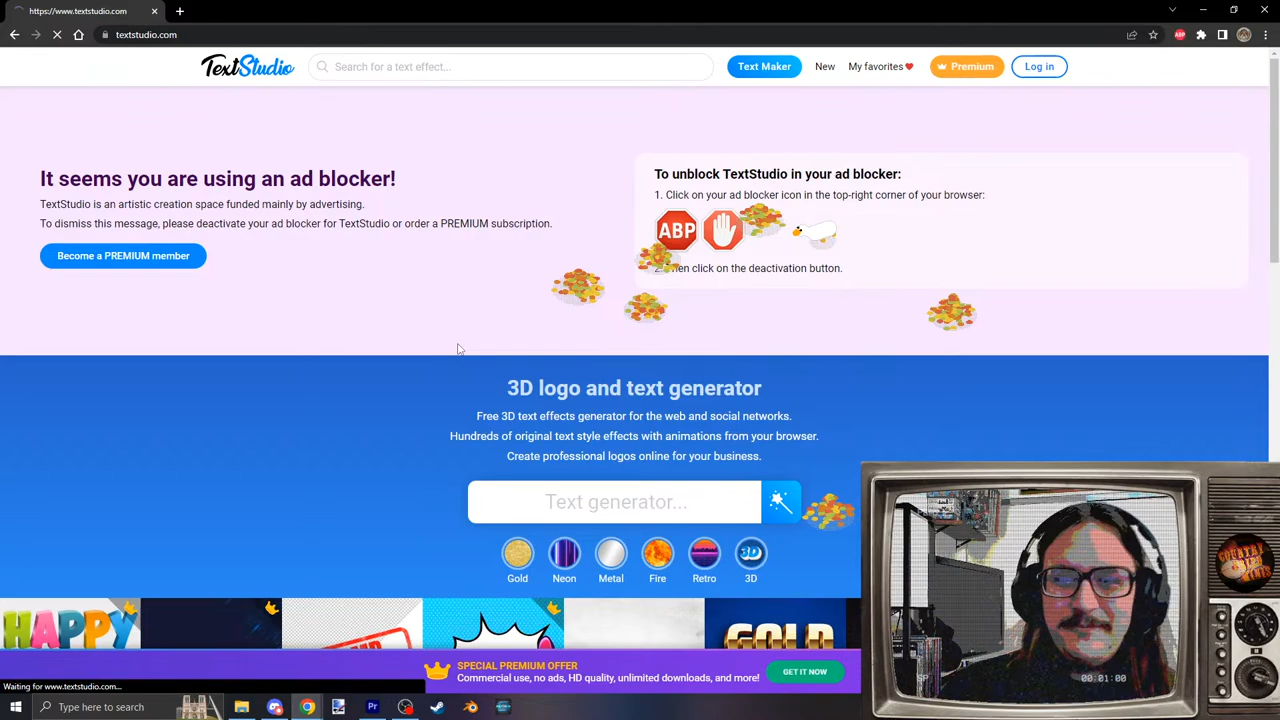 https://www.textstudio.com
textstudio.com
ABP
TextStudio
Search for a text effect...
Text Maker
New
My favorites
Premium
Log in
It seems you are using an ad blocker!
TextStudio is an artistic creation space funded mainly by advertising.
To dismiss this message, please deactivate your ad blocker for TextStudio or order a PREMIUM subscription.
Become a PREMIUM member
To unblock TextStudio in your ad blocker:
1. Click on your ad blocker icon in the top-right corner of your browser:
ABP
click on the deactivation button.
3D logo and text generator
Free 3D text effects generator for the web and social networks.
Hundreds of original text style effects with animations from your browser.
Create professional logos online for your business.
Text generator...
3D
Gold
Neon
Metal
Fire
Retro
3D
HAPPY
GOLD
SPECIAL PREMIUM OFFER
Commercial use, no ads, HD quality, unlimited downloads, and more!
GET IT NOW
Waiting for www.textstudio.com...
Type here to search
Pr
COUNTRY
00:01:00